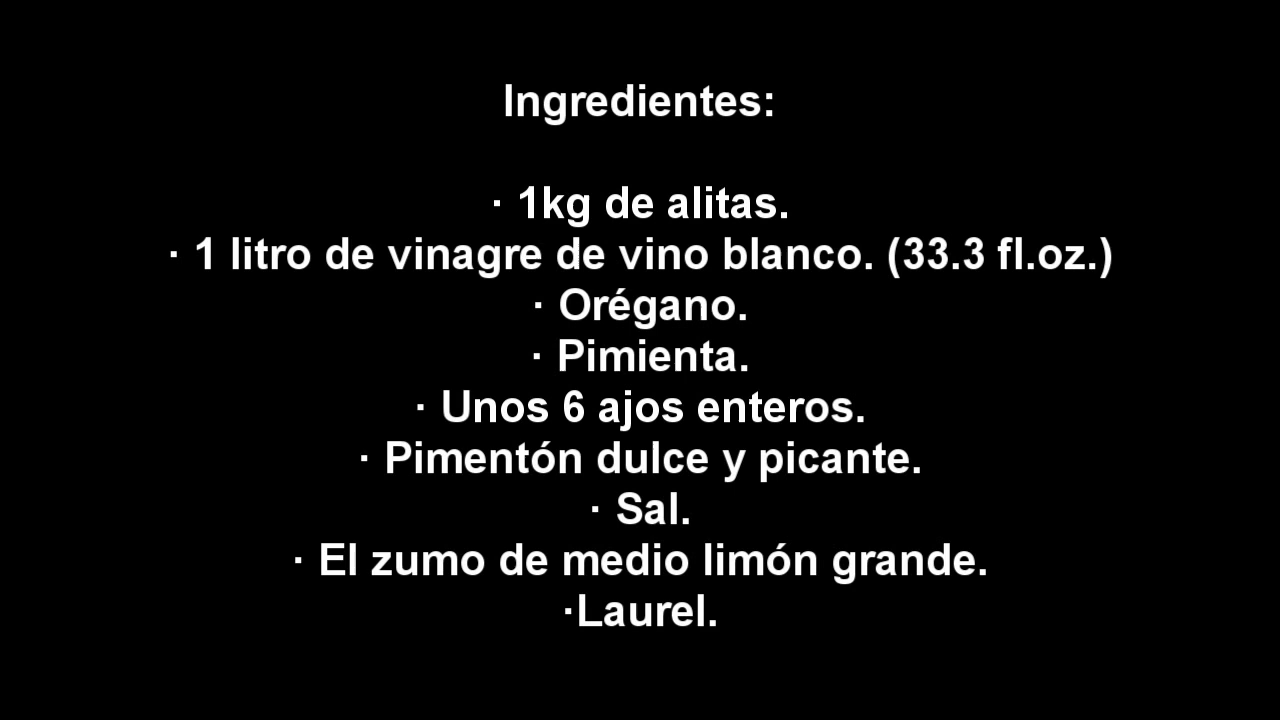 Ingredientes:
· 1kg de alitas.
· 1 litro de vinagre de vino blanco. (33.3 fl.oz.)
· Orégano.
· Pimienta.
· Unos 6 ajos enteros.
· Pimentón dulce y picante.
· Sal.
· El zumo de medio limón grande.
·Laurel.